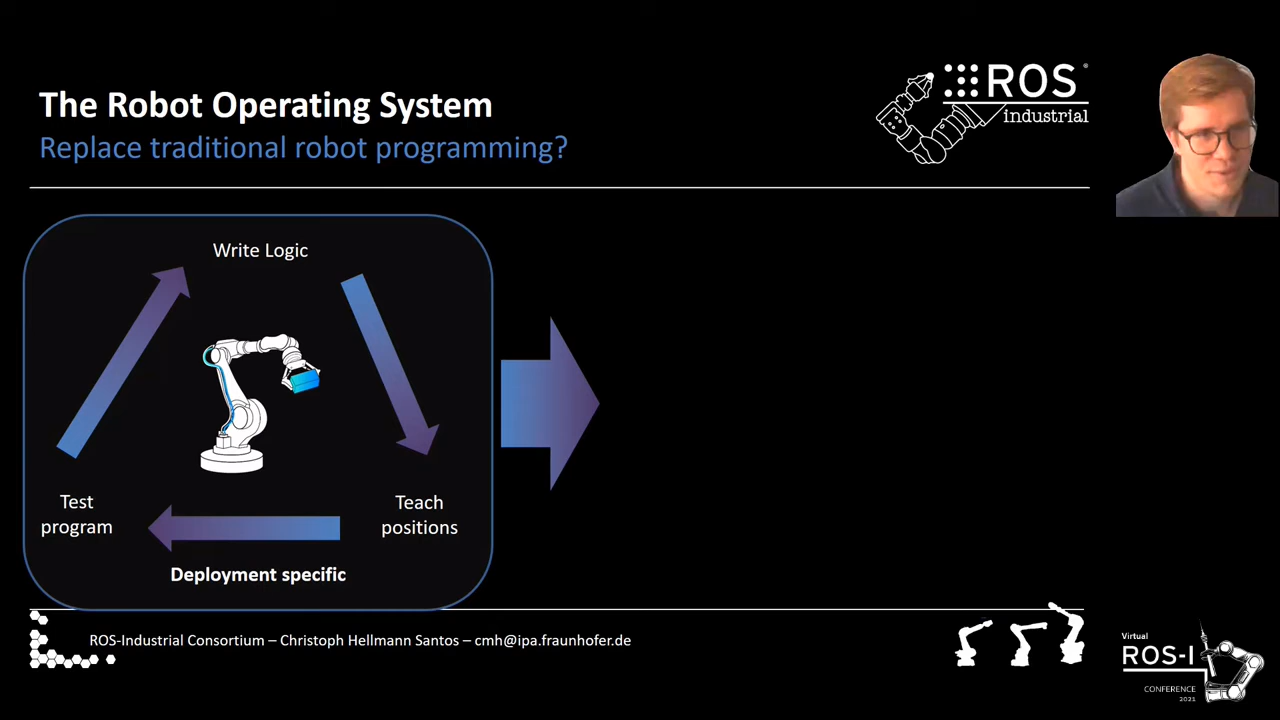 The Robot Operating System
Replace traditional robot programming?
ROS®
industrial
Write Logic
Test
program
Teach
positions
Deployment specific
ROS-Industrial Consortium – Christoph Hellmann Santos – cmh@ipa.fraunhofer.de
Virtual
ROS-I
CONFERENCE
2021